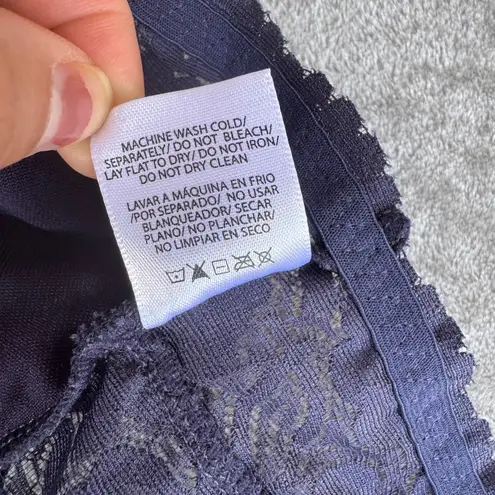 MACHINE WASH COLD/
SEPARATELY/ DO NOT BLEACH/
LAY FLAT TO DRY/ DO NOT IRON/
DO NOT DRY CLEAN
LAVAR A MÁQUINA EN FRIO
/POR SEPARADO/ NO USAR
BLANQUEADOR/ SECAR
PLANO/ NO PLANCHAR/
NO LIMPIAR EN SECO